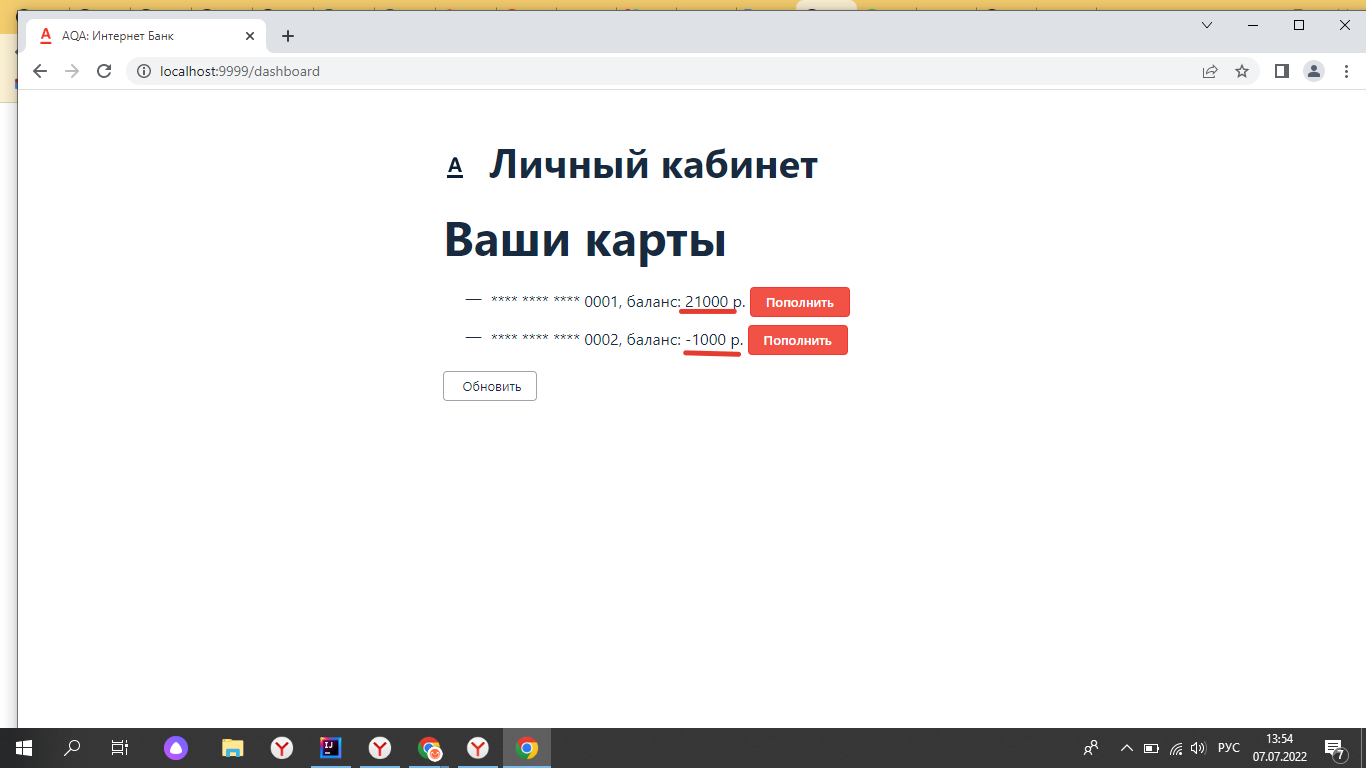 AQA: Интернет Банк
localhost:9999/dashboard
A Личный кабинет
Ваши карты
— **** **** **** 0001, баланс: 21000 р. Пополнить
— **** **** **** 0002, баланс: -1000 р. Пополнить
Обновить
РУС
13:54
07.07.2022
7